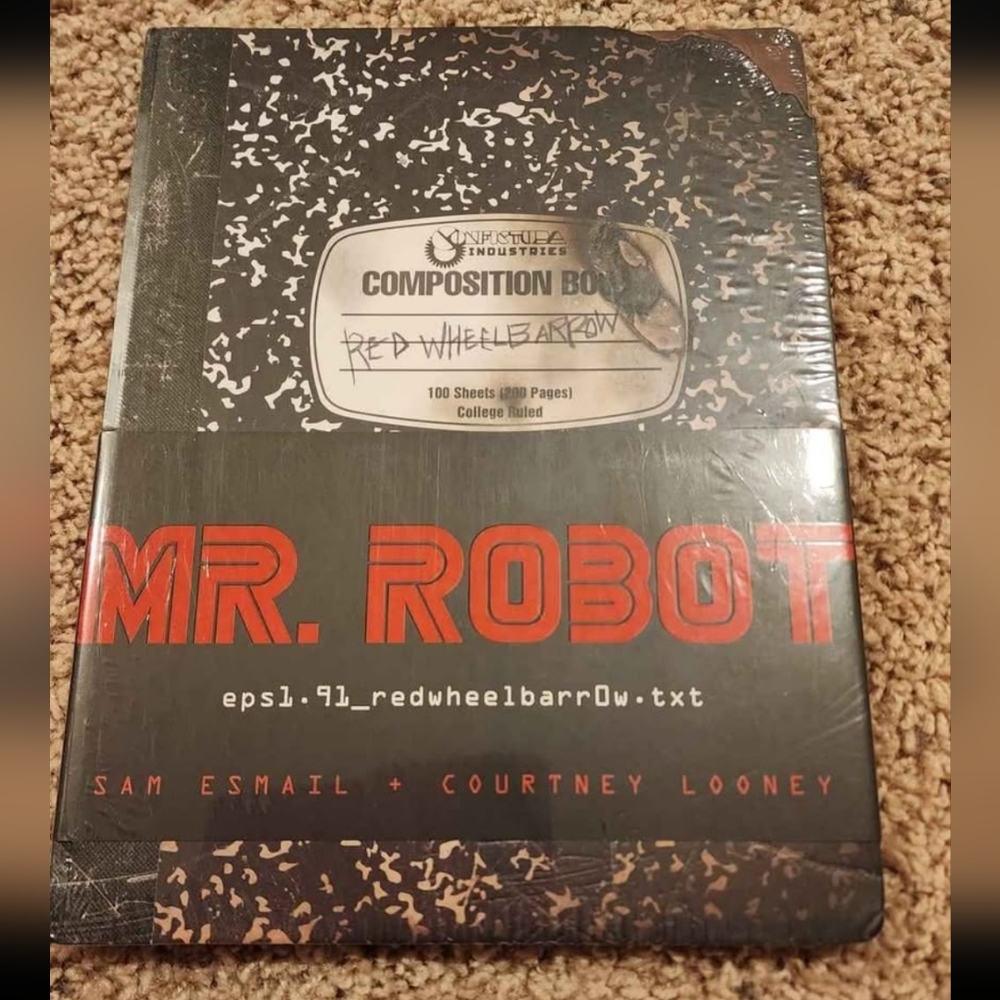 INDUSTRIES
COMPOSITION
RED WHEELBARROW
100 Sheets (200 Pages)
College Ruled
MR. ROBOT
eps1.91_redwheelbarr0w.txt
SAM ESMAIL + COURTNEY LOONEY